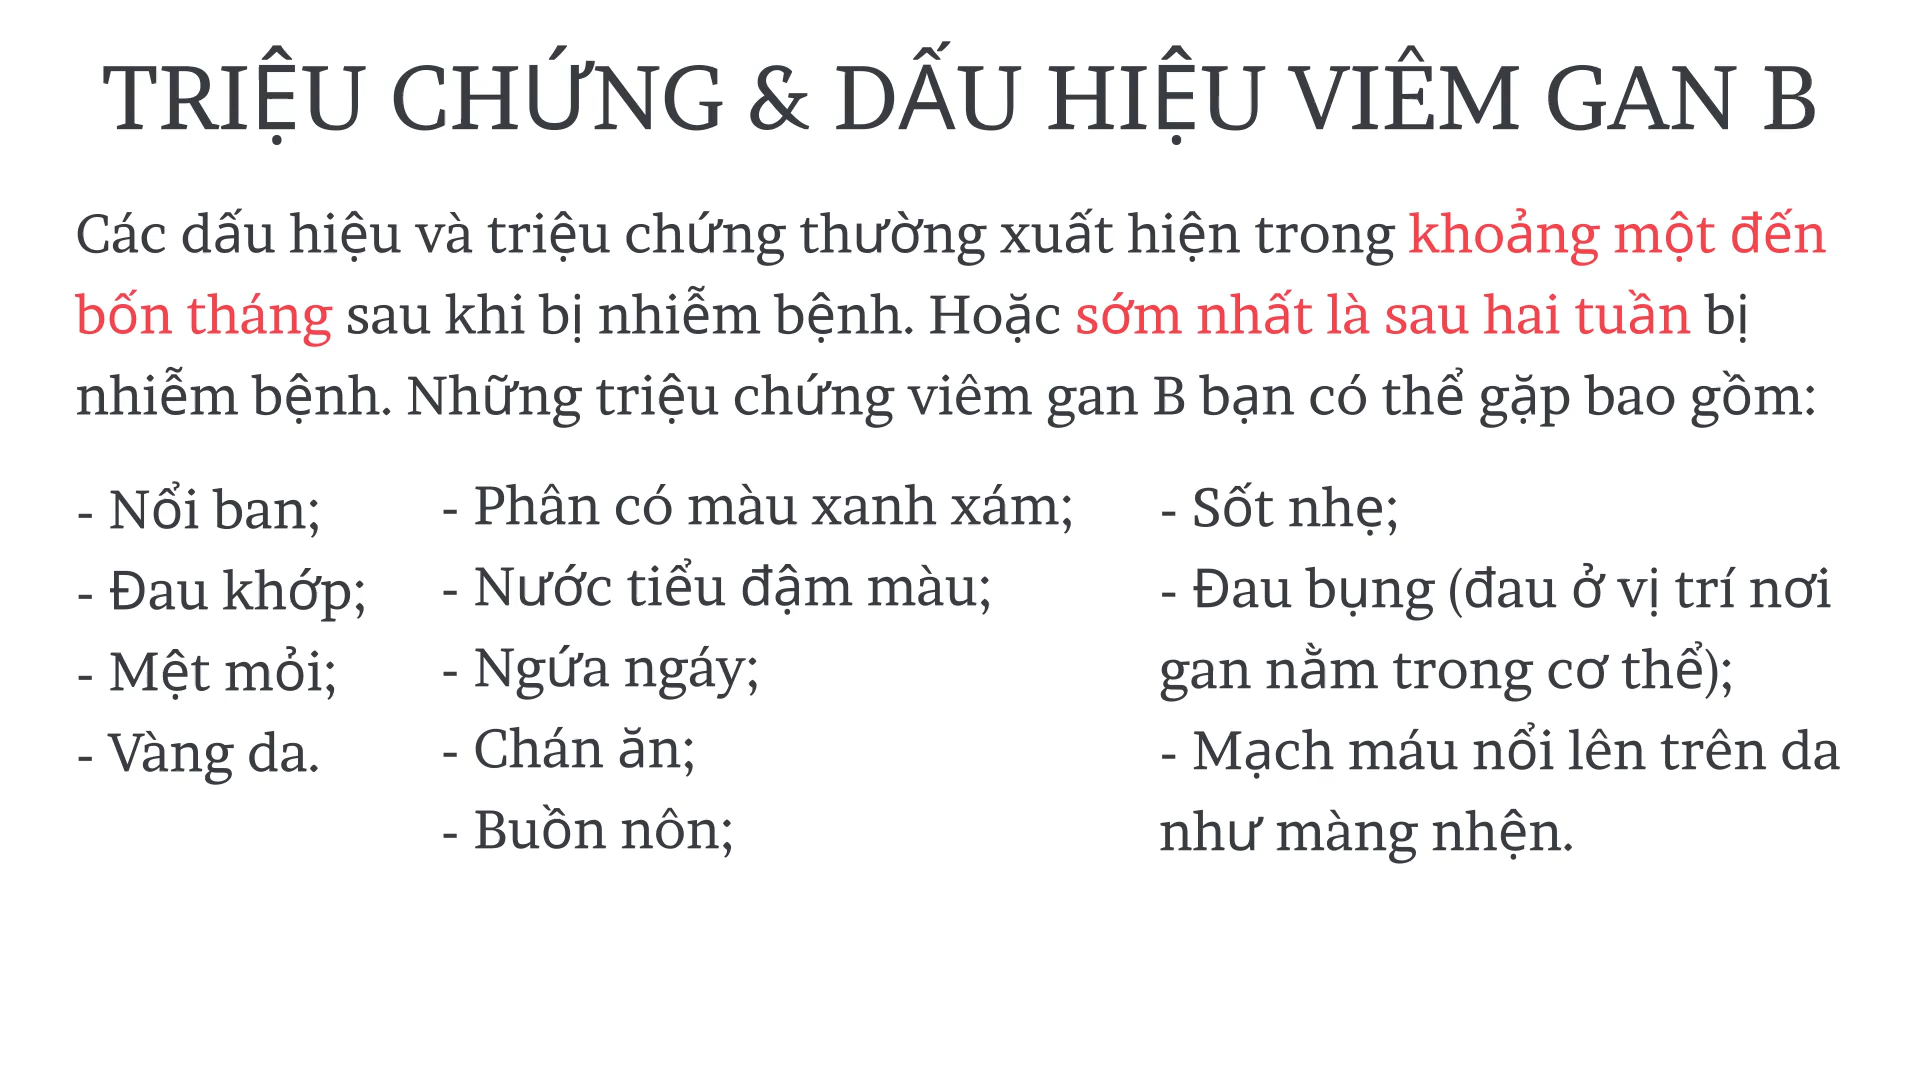 TRIỆU CHỨNG & DẤU HIỆU VIÊM GAN B
Các dấu hiệu và triệu chứng thường xuất hiện trong khoảng một đến
bốn tháng sau khi bị nhiễm bệnh. Hoặc sớm nhất là sau hai tuần bị
nhiễm bệnh. Những triệu chứng viêm gan B bạn có thể gặp bao gồm:
- Nổi ban;
- Đau khớp;
- Mệt mỏi;
- Vàng da.
- Phân có màu xanh xám;
- Nước tiểu đậm màu;
- Ngứa ngáy;
- Chán ăn;
- Buồn nôn;
- Sốt nhẹ;
- Đau bụng (đau ở vị trí nơi
gan nằm trong cơ thể);
- Mạch máu nổi lên trên da
như màng nhện.